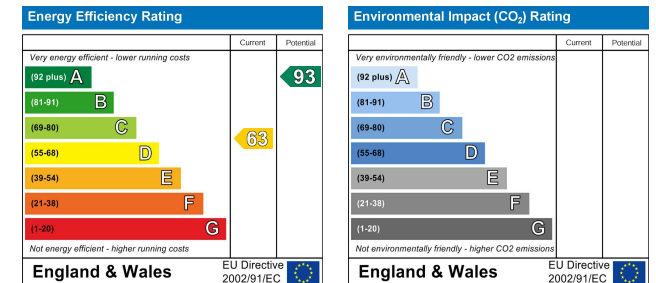 Energy Efficiency Rating
Current Potential
Very energy efficient - lower running costs
(92 plus) A
93
(81-91) B
(69-80) C
63
(55-68) D
(39-54) E
(21-38) F
(1-20) G
Not energy efficient - higher running costs
England & Wales
EU Directive
2002/91/EC
Environmental Impact (CO2) Rating
Current Potential
Very environmentally friendly - lower CO2 emissions
(92 plus) A
(81-91) B
(69-80) C
(55-68) D
(39-54) E
(21-38) F
(1-20) G
Not environmentally friendly - higher CO2 emissions
England & Wales
EU Directive
2002/91/EC